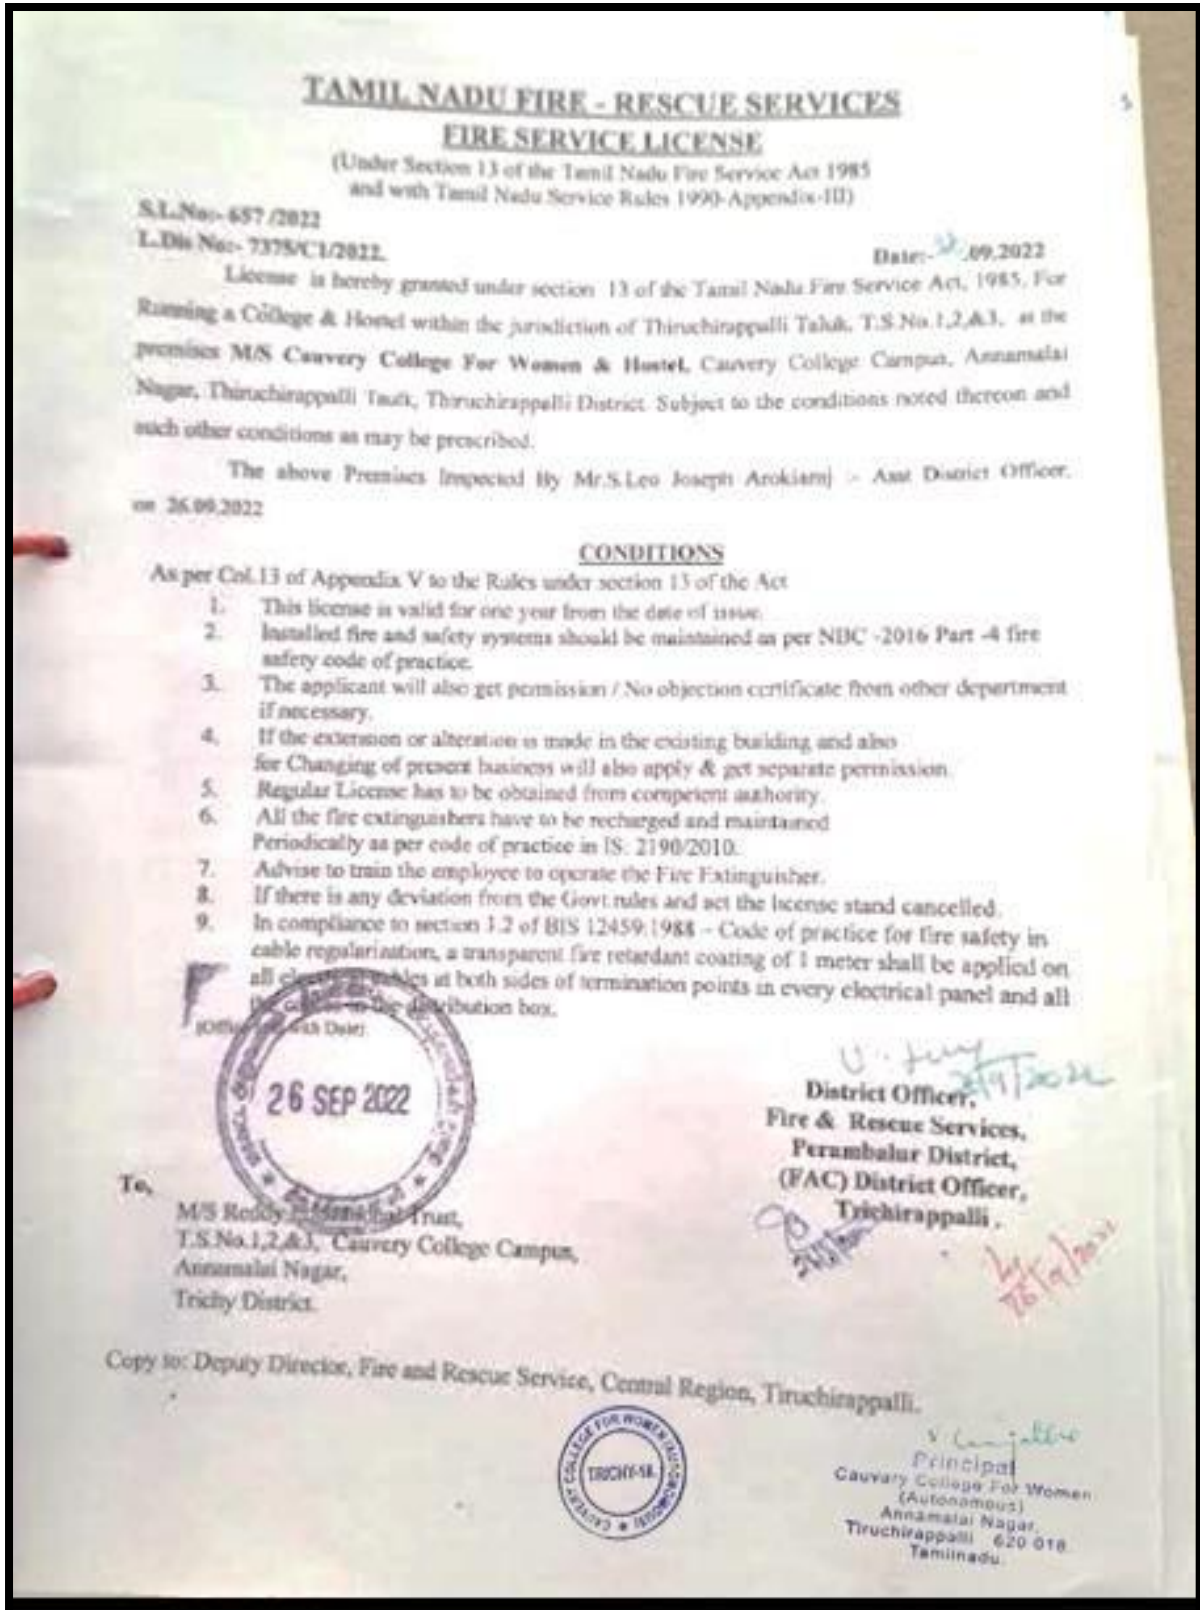 TAMIL NADU FIRE - RESCUE SERVICES
FIRE SERVICE LICENSE
(Under Section 13 of the Tamil Nadu Fire Service Act 1985
and with Tamil Nadu Service Rules 1990-Appendix-III)
S.L.No:- 657 /2022
L.Dis No:- 7375/C1/2022.
Date:- .09.2022
License is hereby granted under section 13 of the Tamil Nadu Fire Service Act, 1985. For
Running a College & Hostel within the jurisdiction of Thiruchirappalli Taluk, T.S.No.1,2,&3, at the
premises M/S Cauvery College For Women & Hostel, Cauvery College Campus, Annamalai
Nagar, Thiruchirappalli Tauk, Thiruchirappalli District. Subject to the conditions noted thereon and
such other conditions as may be prescribed.
The above Premises Inspected By Mr.S.Leo Joseph Arokiaraj :- Asst District Officer,
on 26.09.2022
CONDITIONS
As per Col.13 of Appendix V to the Rules under section 13 of the Act
1. This license is valid for one year from the date of issue.
2. Installed fire and safety systems should be maintained as per NBC -2016 Part -4 fire
safety code of practice.
3. The applicant will also get permission / No objection certificate from other department
if necessary.
4. If the extension or alteration is made in the existing building and also
for Changing of present business will also apply & get separate permission.
5. Regular License has to be obtained from competent authority.
6. All the fire extinguishers have to be recharged and maintained
Periodically as per code of practice in IS: 2190/2010.
7. Advise to train the employee to operate the Fire Extinguisher.
8. If there is any deviation from the Govt.rules and act the license stand cancelled.
9. In compliance to section 3.2 of BIS 12459:1988 – Code of practice for fire safety in
cable regularization, a transparent fire retardant coating of 1 meter shall be applied on
all cables at both sides of termination points in every electrical panel and all
the distribution box.
with Date)
26 SEP 2022
District Officer,
Fire & Rescue Services,
Perambalur District,
(FAC) District Officer,
Trichirappalli .
26/9/2022
To,
M/S Reddy Trust,
T.S.No.1,2,&3, Cauvery College Campus,
Annamalai Nagar,
Trichy District.
Copy to: Deputy Director, Fire and Rescue Service, Central Region, Tiruchirappalli.
CAUVERY COLLEGE FOR WOMEN (AUTONOMOUS)
TRICHY-18.
Principal
Cauvary College For Women
(Autonomous)
Annamalai Nagar,
Tiruchirappalli 620 018
Tamilnadu.